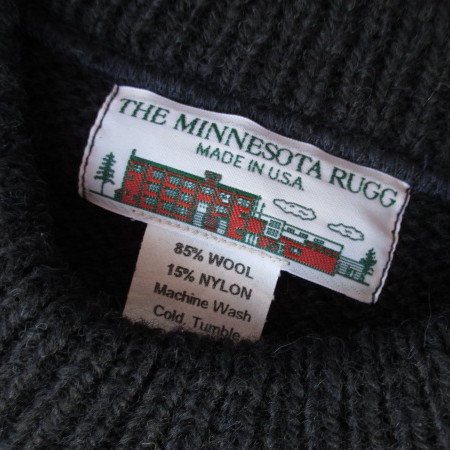 THE MINNESOTA RUGG
MADE IN U.S.A.
85% WOOL
15% NYLON
Machine Wash
Cold, Tumble